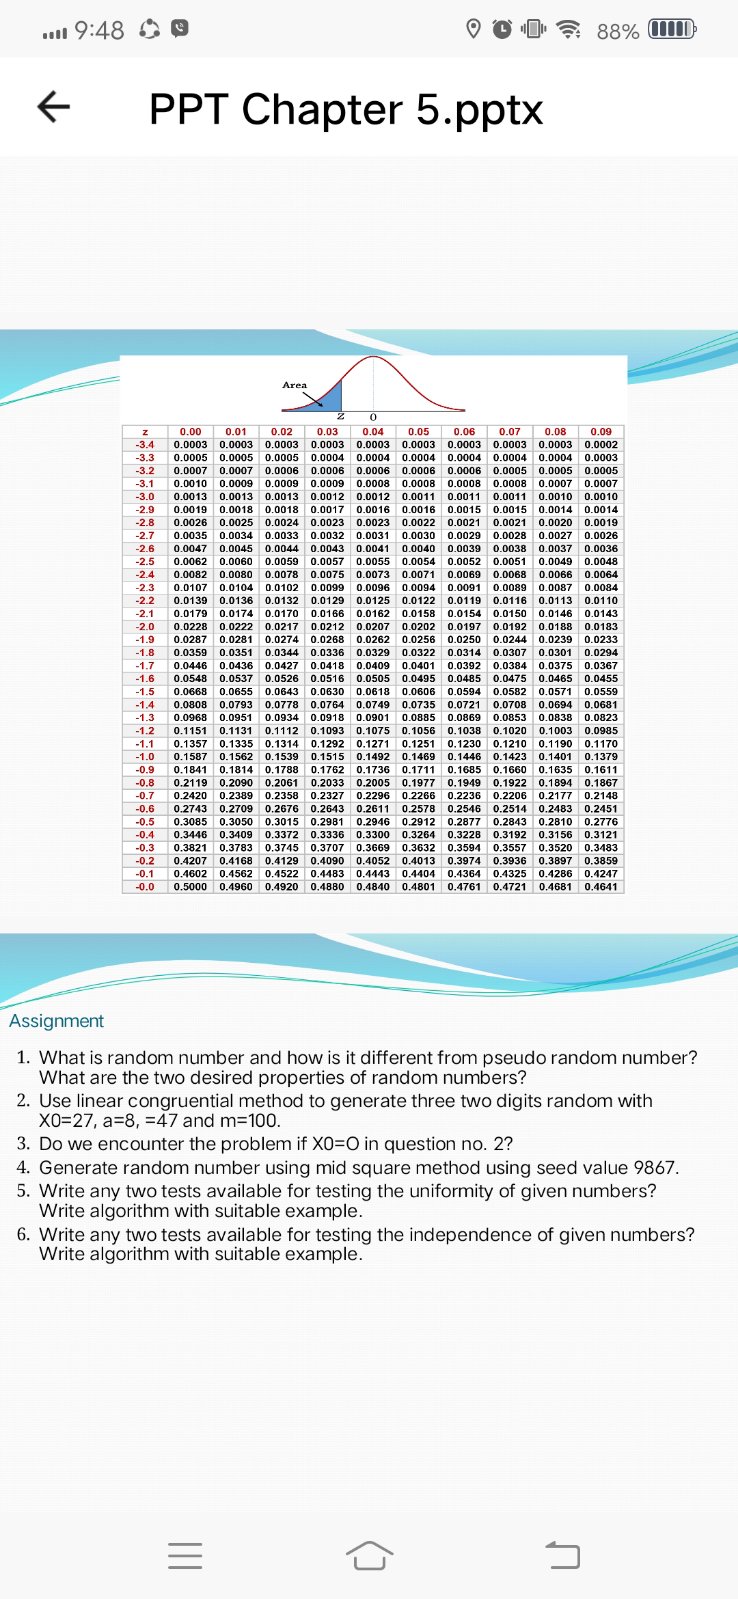 9:48
88%
PPT Chapter 5.pptx
Area
z 0
z 0.00 0.01 0.02 0.03 0.04 0.05 0.06 0.07 0.08 0.09
-3.4 0.0003 0.0003 0.0003 0.0003 0.0003 0.0003 0.0003 0.0003 0.0003 0.0002
-3.3 0.0005 0.0005 0.0005 0.0004 0.0004 0.0004 0.0004 0.0004 0.0004 0.0003
-3.2 0.0007 0.0007 0.0006 0.0006 0.0006 0.0006 0.0006 0.0005 0.0005 0.0005
-3.1 0.0010 0.0009 0.0009 0.0009 0.0008 0.0008 0.0008 0.0008 0.0007 0.0007
-3.0 0.0013 0.0013 0.0013 0.0012 0.0012 0.0011 0.0011 0.0011 0.0010 0.0010
-2.9 0.0019 0.0018 0.0018 0.0017 0.0016 0.0016 0.0015 0.0015 0.0014 0.0014
-2.8 0.0026 0.0025 0.0024 0.0023 0.0023 0.0022 0.0021 0.0021 0.0020 0.0019
-2.7 0.0035 0.0034 0.0033 0.0032 0.0031 0.0030 0.0029 0.0028 0.0027 0.0026
-2.6 0.0047 0.0045 0.0044 0.0043 0.0041 0.0040 0.0039 0.0038 0.0037 0.0036
-2.5 0.0062 0.0060 0.0059 0.0057 0.0055 0.0054 0.0052 0.0051 0.0049 0.0048
-2.4 0.0082 0.0080 0.0078 0.0075 0.0073 0.0071 0.0069 0.0068 0.0066 0.0064
-2.3 0.0107 0.0104 0.0102 0.0099 0.0096 0.0094 0.0091 0.0089 0.0087 0.0084
-2.2 0.0139 0.0136 0.0132 0.0129 0.0125 0.0122 0.0119 0.0116 0.0113 0.0110
-2.1 0.0179 0.0174 0.0170 0.0166 0.0162 0.0158 0.0154 0.0150 0.0146 0.0143
-2.0 0.0228 0.0222 0.0217 0.0212 0.0207 0.0202 0.0197 0.0192 0.0188 0.0183
-1.9 0.0287 0.0281 0.0274 0.0268 0.0262 0.0256 0.0250 0.0244 0.0239 0.0233
-1.8 0.0359 0.0351 0.0344 0.0336 0.0329 0.0322 0.0314 0.0307 0.0301 0.0294
-1.7 0.0446 0.0436 0.0427 0.0418 0.0409 0.0401 0.0392 0.0384 0.0375 0.0367
-1.6 0.0548 0.0537 0.0526 0.0516 0.0505 0.0495 0.0485 0.0475 0.0465 0.0455
-1.5 0.0668 0.0655 0.0643 0.0630 0.0618 0.0606 0.0594 0.0582 0.0571 0.0559
-1.4 0.0808 0.0793 0.0778 0.0764 0.0749 0.0735 0.0721 0.0708 0.0694 0.0681
-1.3 0.0968 0.0951 0.0934 0.0918 0.0901 0.0885 0.0869 0.0853 0.0838 0.0823
-1.2 0.1151 0.1131 0.1112 0.1093 0.1075 0.1056 0.1038 0.1020 0.1003 0.0985
-1.1 0.1357 0.1335 0.1314 0.1292 0.1271 0.1251 0.1230 0.1210 0.1190 0.1170
-1.0 0.1587 0.1562 0.1539 0.1515 0.1492 0.1469 0.1446 0.1423 0.1401 0.1379
-0.9 0.1841 0.1814 0.1788 0.1762 0.1736 0.1711 0.1685 0.1660 0.1635 0.1611
-0.8 0.2119 0.2090 0.2061 0.2033 0.2005 0.1977 0.1949 0.1922 0.1894 0.1867
-0.7 0.2420 0.2389 0.2358 0.2327 0.2296 0.2266 0.2236 0.2206 0.2177 0.2148
-0.6 0.2743 0.2709 0.2676 0.2643 0.2611 0.2578 0.2546 0.2514 0.2483 0.2451
-0.5 0.3085 0.3050 0.3015 0.2981 0.2946 0.2912 0.2877 0.2843 0.2810 0.2776
-0.4 0.3446 0.3409 0.3372 0.3336 0.3300 0.3264 0.3228 0.3192 0.3156 0.3121
-0.3 0.3821 0.3783 0.3745 0.3707 0.3669 0.3632 0.3594 0.3557 0.3520 0.3483
-0.2 0.4207 0.4168 0.4129 0.4090 0.4052 0.4013 0.3974 0.3936 0.3897 0.3859
-0.1 0.4602 0.4562 0.4522 0.4483 0.4443 0.4404 0.4364 0.4325 0.4286 0.4247
-0.0 0.5000 0.4960 0.4920 0.4880 0.4840 0.4801 0.4761 0.4721 0.4681 0.4641
Assignment
1. What is random number and how is it different from pseudo random number?
What are the two desired properties of random numbers?
2. Use linear congruential method to generate three two digits random with
X0=27, a=8, =47 and m=100.
3. Do we encounter the problem if X0=O in question no. 2?
4. Generate random number using mid square method using seed value 9867.
5. Write any two tests available for testing the uniformity of given numbers?
Write algorithm with suitable example.
6. Write any two tests available for testing the independence of given numbers?
Write algorithm with suitable example.